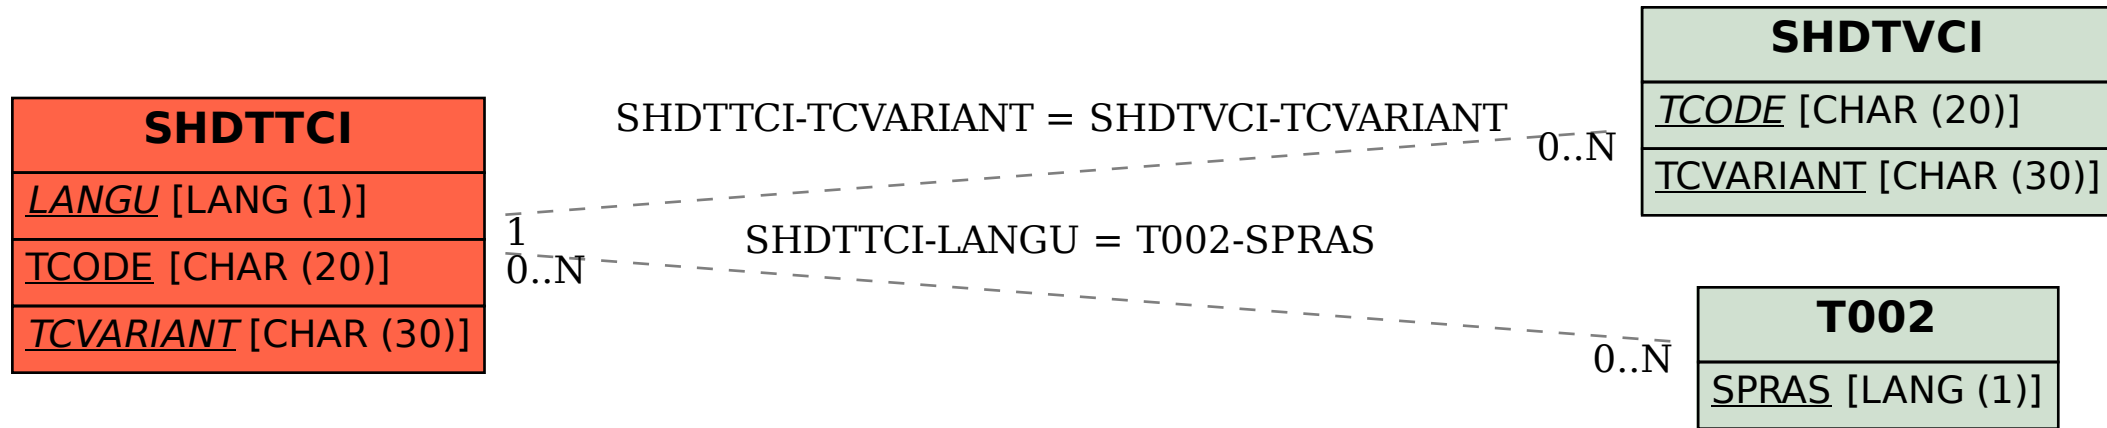 SHDTTCI
LANGU [LANG (1)]
TCODE [CHAR (20)]
TCVARIANT [CHAR (30)]
SHDTTCI-TCVARIANT = SHDTVCI-TCVARIANT
1
0..N
SHDTTCI-LANGU = T002-SPRAS
0..N
0..N
SHDTVCI
TCODE [CHAR (20)]
TCVARIANT [CHAR (30)]
T002
SPRAS [LANG (1)]